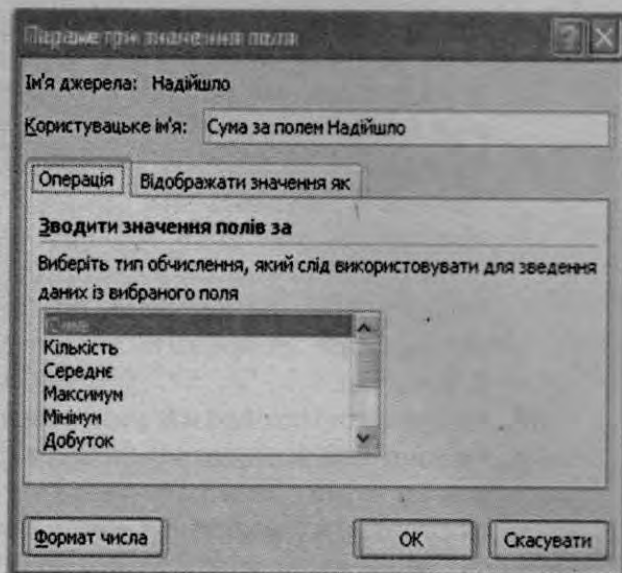 Параметри значення поля
Ім'я джерела: Надійшло
Користувацьке ім'я: Сума за полем Надійшло
Операція Відображати значення як
Зводити значення полів за
Виберіть тип обчислення, який слід використовувати для зведення
даних із вибраного поля
Сума
Кількість
Середнє
Максимум
Мінімум
Добуток
Формат числа ОК Скасувати